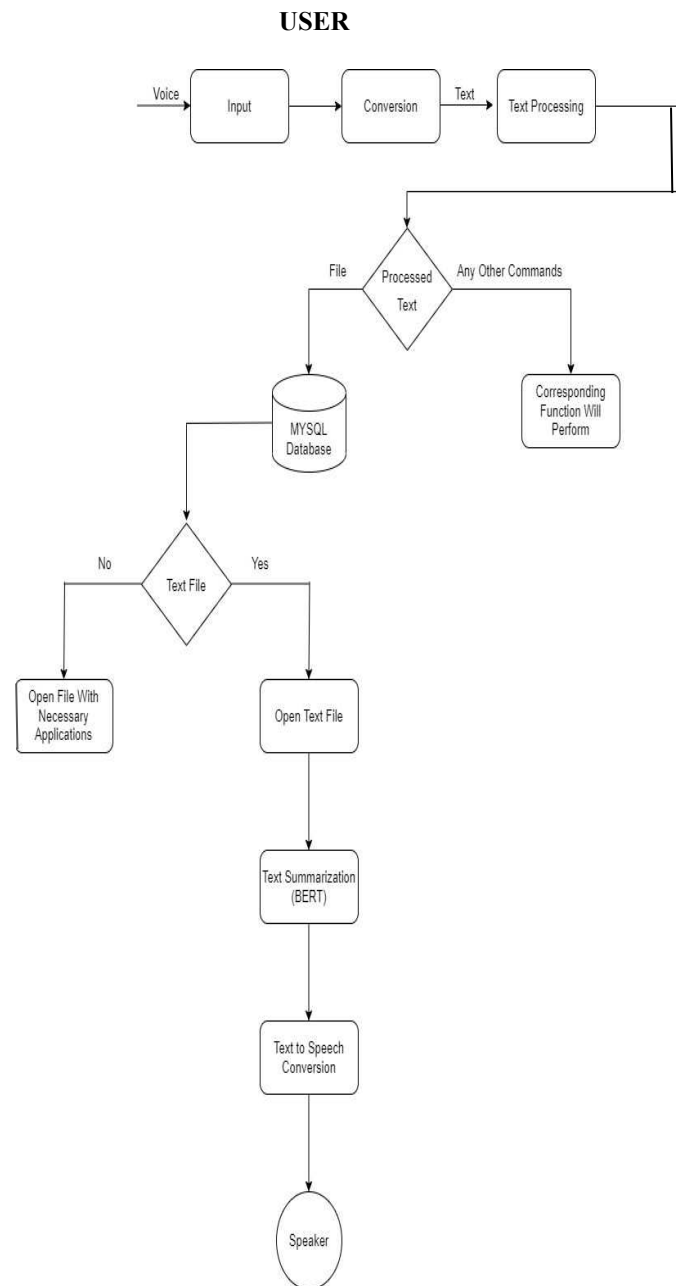 USER
Voice
Input
Conversion
Text
Text Processing
File
Processed
Text
Any Other Commands
MYSQL
Database
Corresponding
Function Will
Perform
No
Text File
Yes
Open File With
Necessary
Applications
Open Text File
Text Summarization
(BERT)
Text to Speech
Conversion
Speaker